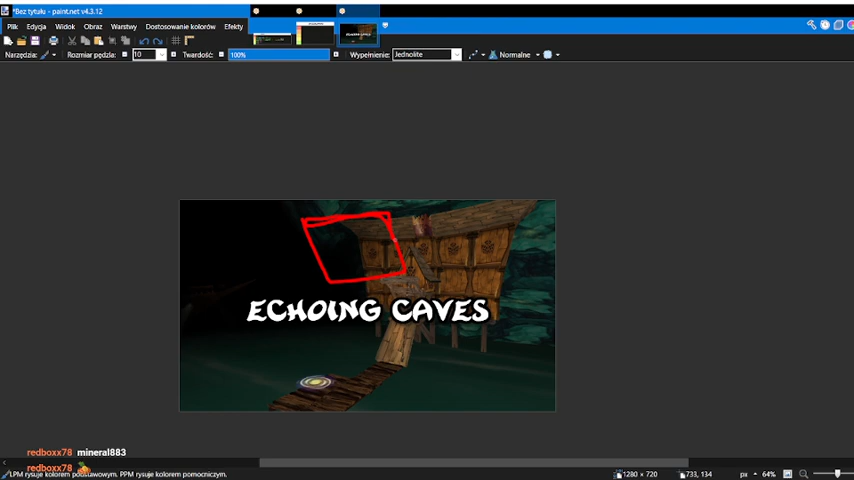 *Bez tytułu - paint.net v4.3.12
Plik Edycja Widok Obraz Warstwy Dostosowanie kolorów Efekty
Narzędzia: Rozmiar pędzla: 10 Twardość: 100% Wypełnienie: Jednolite Normalne
ECHOING CAVES
redboxx78 mineral883
redboxx78
LPM rysuje kolorem podstawowym. PPM rysuje kolorem pomocniczym. 1280 × 720 733, 134 px 64%